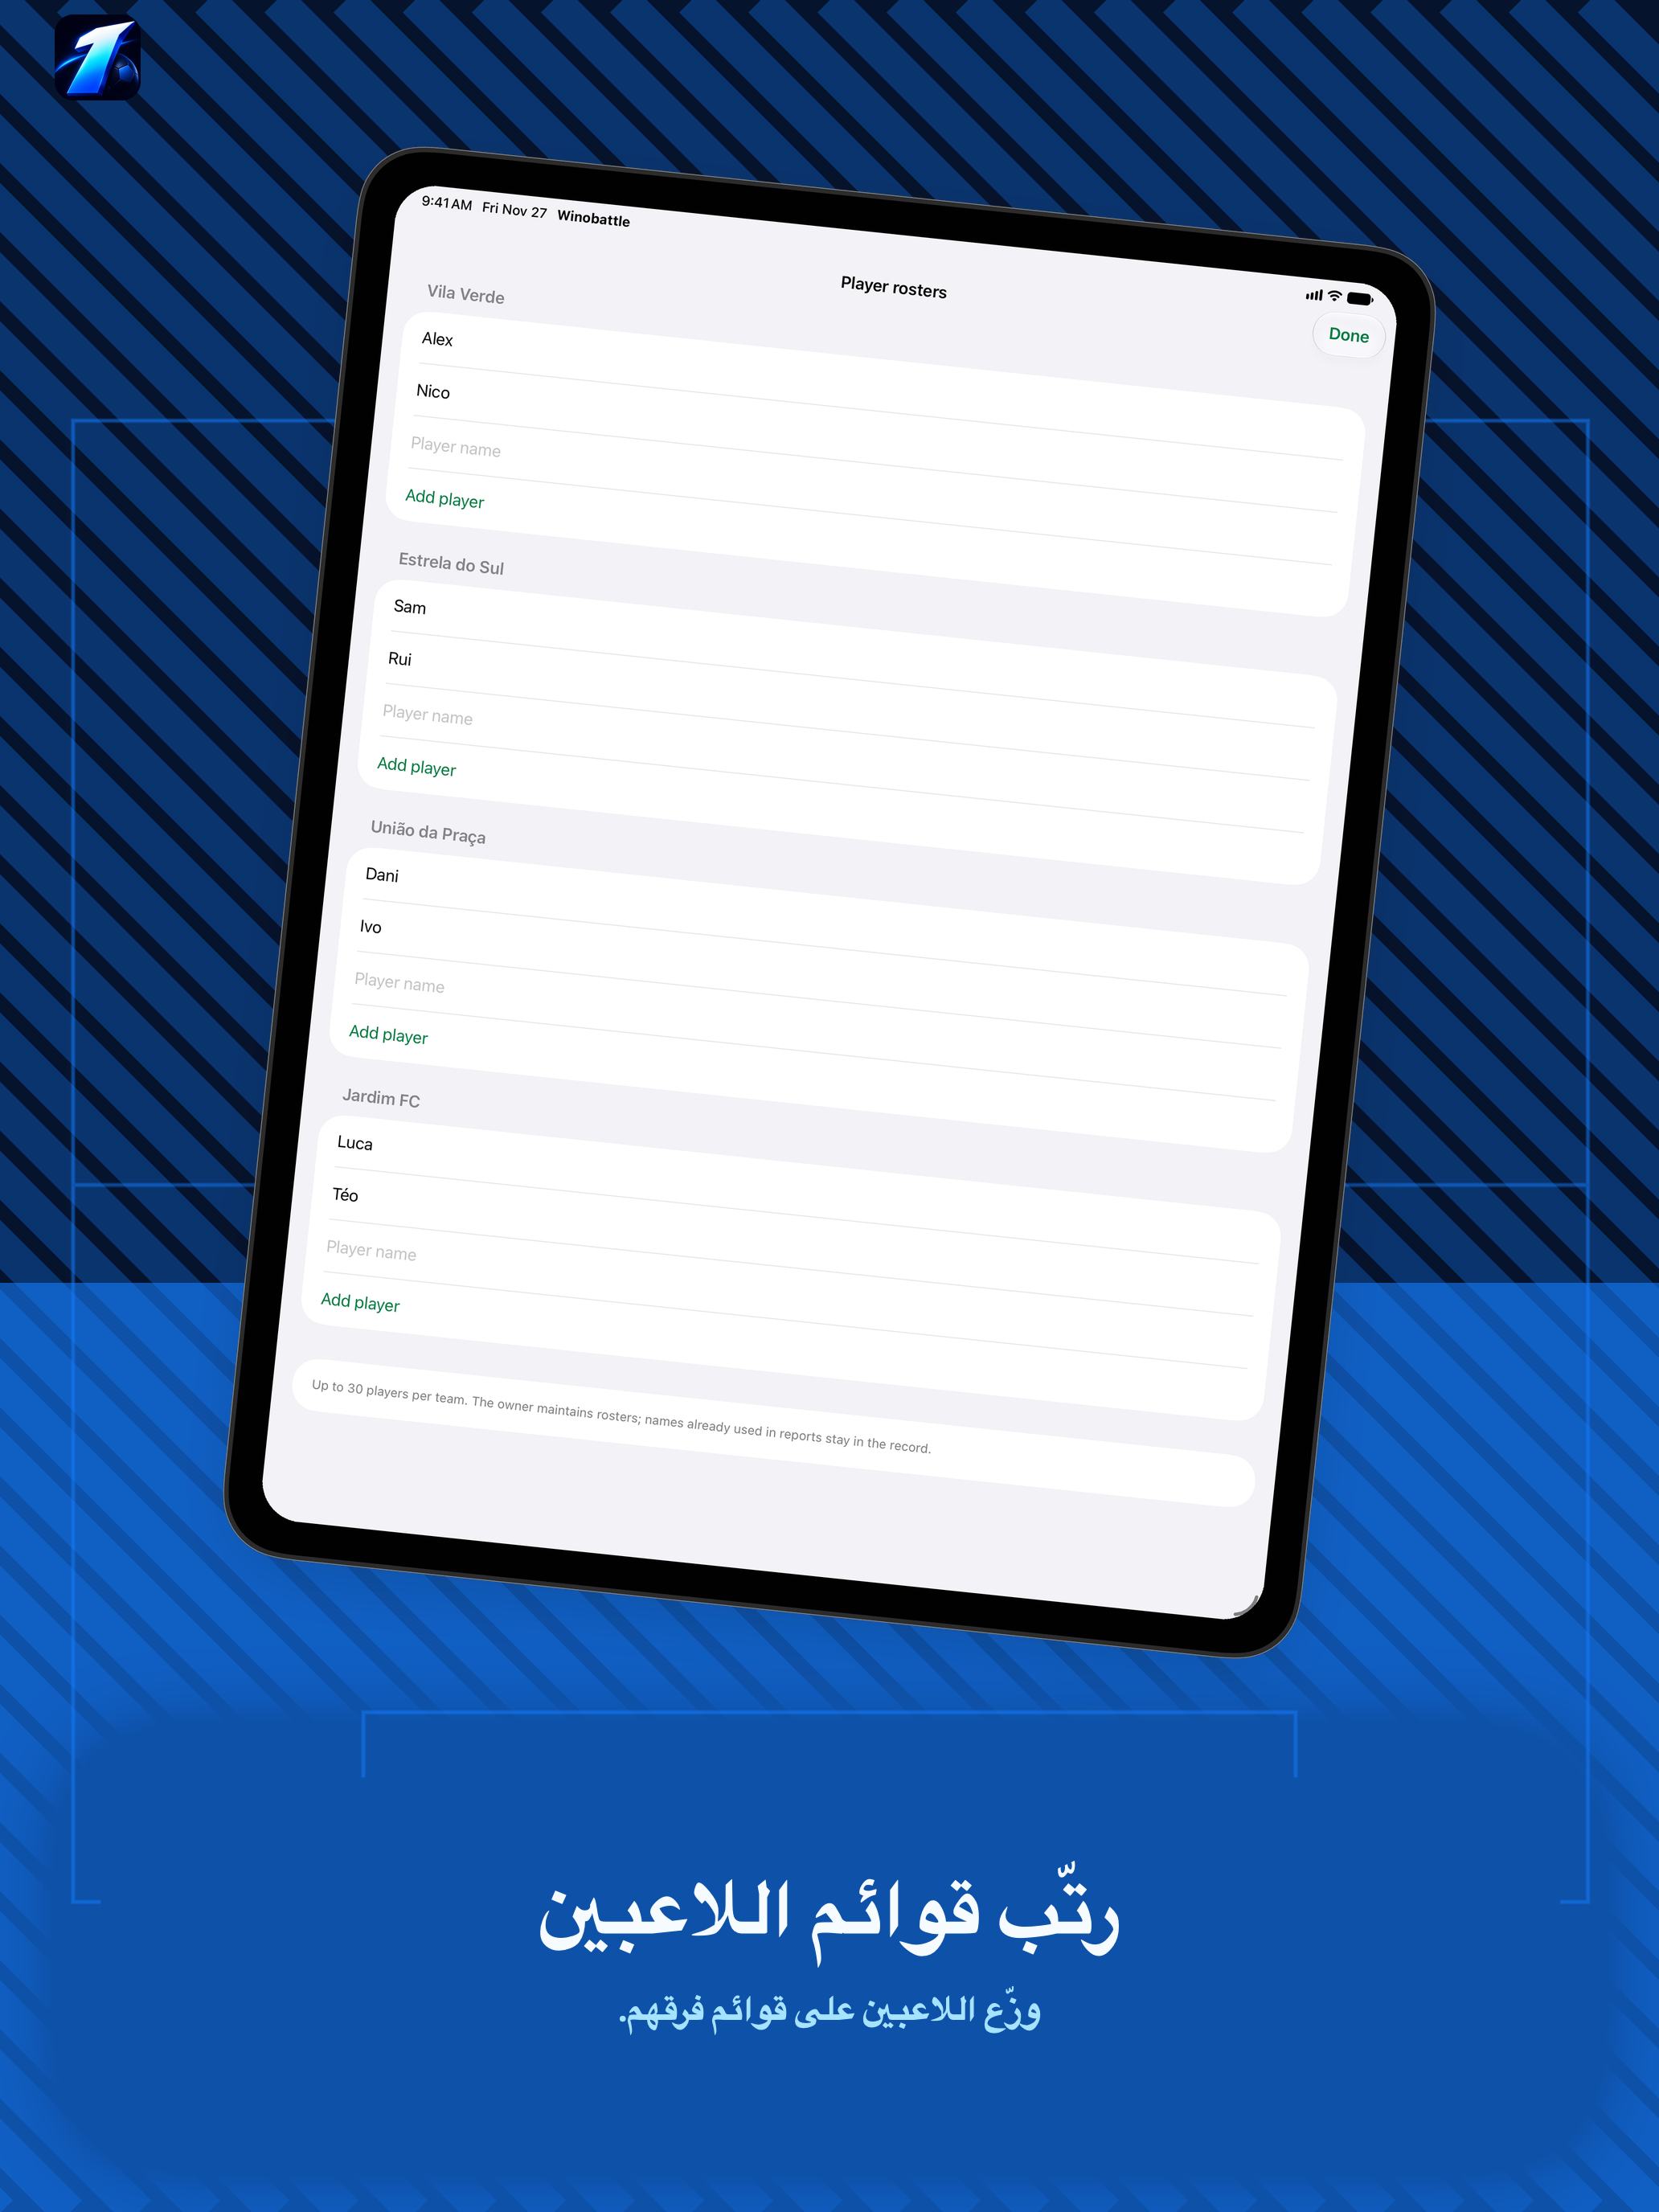 9:41 AM Fri Nov 27 Winobattle
Player rosters
Done
Vila Verde
Alex
Nico
Player name
Add player
Estrela do Sul
Sam
Rui
Player name
Add player
União da Praça
Dani
Ivo
Player name
Add player
Jardim FC
Luca
Téo
Player name
Add player
Up to 30 players per team. The owner maintains rosters; names already used in reports stay in the record.
رتّب قوائم اللاعبين
وزّع اللاعبين على قوائم فرقهم.